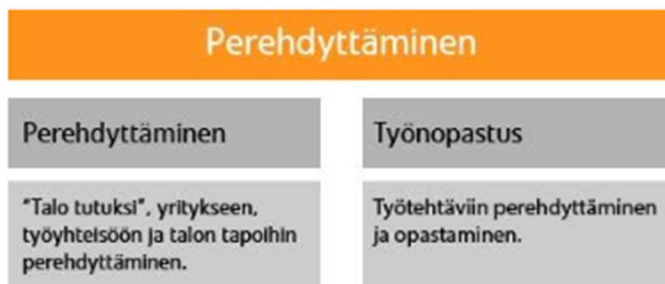 Perehdyttäminen
Perehdyttäminen
"Talo tutuksi", yritykseen,
työyhteisöön ja talon tapoihin
perehdyttäminen.
Työnopastus
Työtehtäviin perehdyttäminen
ja opastaminen.